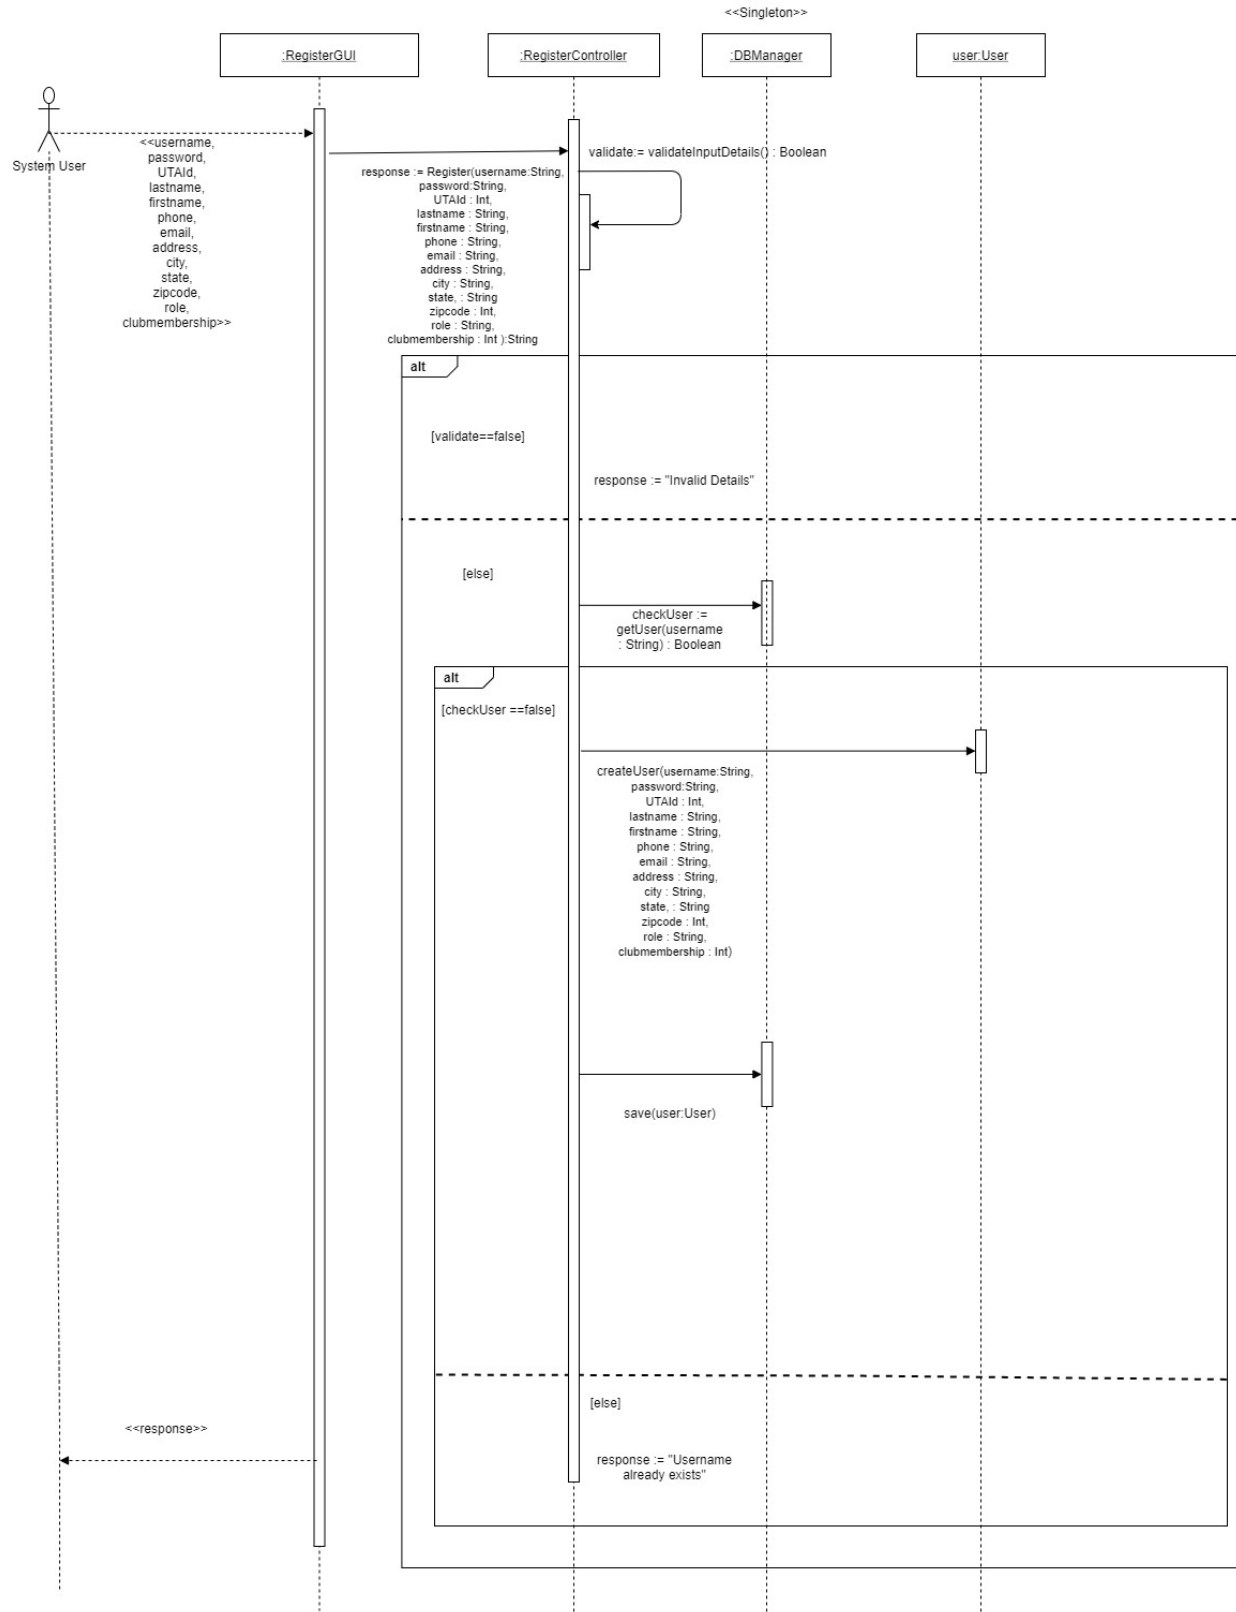 <<Singleton>>
:RegisterGUI
:RegisterController
:DBManager
user:User
System User
<<username,
password,
UTAId,
lastname,
firstname,
phone,
email,
address,
city,
state,
zipcode,
role,
clubmembership>>
response := Register(username:String,
password:String,
UTAId : Int,
lastname : String,
firstname : String,
phone : String,
email : String,
address : String,
city : String,
state, : String
zipcode : Int,
role : String,
clubmembership : Int ):String
validate:= validateInputDetails() : Boolean
alt
[validate==false]
response := "Invalid Details"
[else]
checkUser :=
getUser(username
: String) : Boolean
alt
[checkUser ==false]
createUser(username:String,
password:String,
UTAId : Int,
lastname : String,
firstname : String,
phone : String,
email : String,
address : String,
city : String,
state, : String
zipcode : Int,
role : String,
clubmembership : Int)
save(user:User)
[else]
<<response>>
response := "Username
already exists"